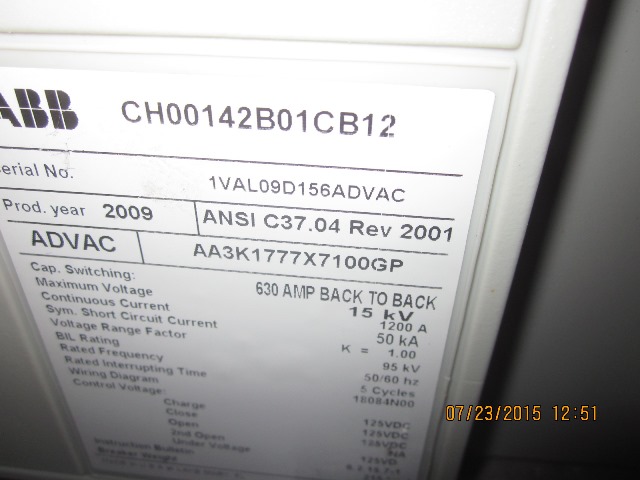 ABB CH00142B01CB12
erial No. 1VAL09D156ADVAC
Prod. year 2009 ANSI C37.04 Rev 2001
ADVAC AA3K1777X7100GP
Cap. Switching: 630 AMP BACK TO BACK
Maximum Voltage 15 kV
Continuous Current 1200 A
Sym. Short Circuit Current 50 kA
Voltage Range Factor K = 1.00
BIL Rating 95 kV
Rated Frequency 50/60 hz
Rated Interrupting Time 5 Cycles
Wiring Diagram 18084N00
Control Voltage:
Charge 125VDC
Close 125VDC
Open 125VDC
2nd Open NA
Under Voltage 125VD
Instruction Bulletin
Breaker Weight
07/23/2015 12:51